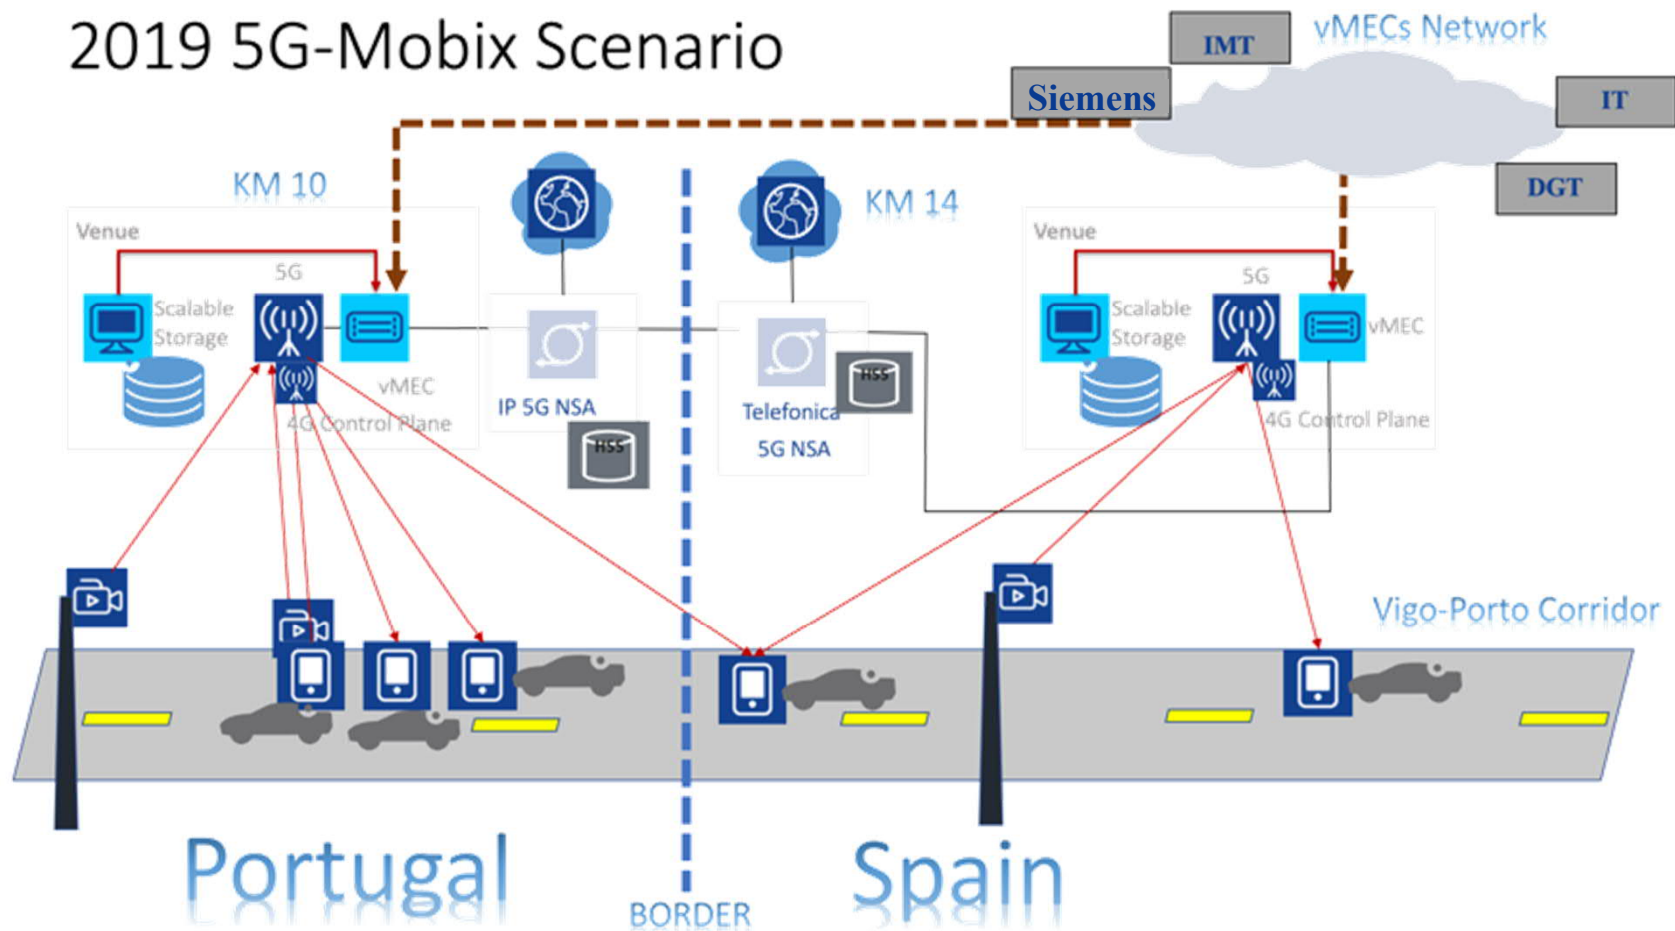 2019 5G-Mobix Scenario
vMECs Network
IMT
Siemens
IT
DGT
KM 10
KM 14
Venue
5G
Scalable
Storage
vMEC
4G Control Plane
IP 5G NSA
HSS
Telefonica
5G NSA
HSS
Venue
5G
Scalable
Storage
vMEC
4G Control Plane
Vigo-Porto Corridor
Portugal
Spain
BORDER